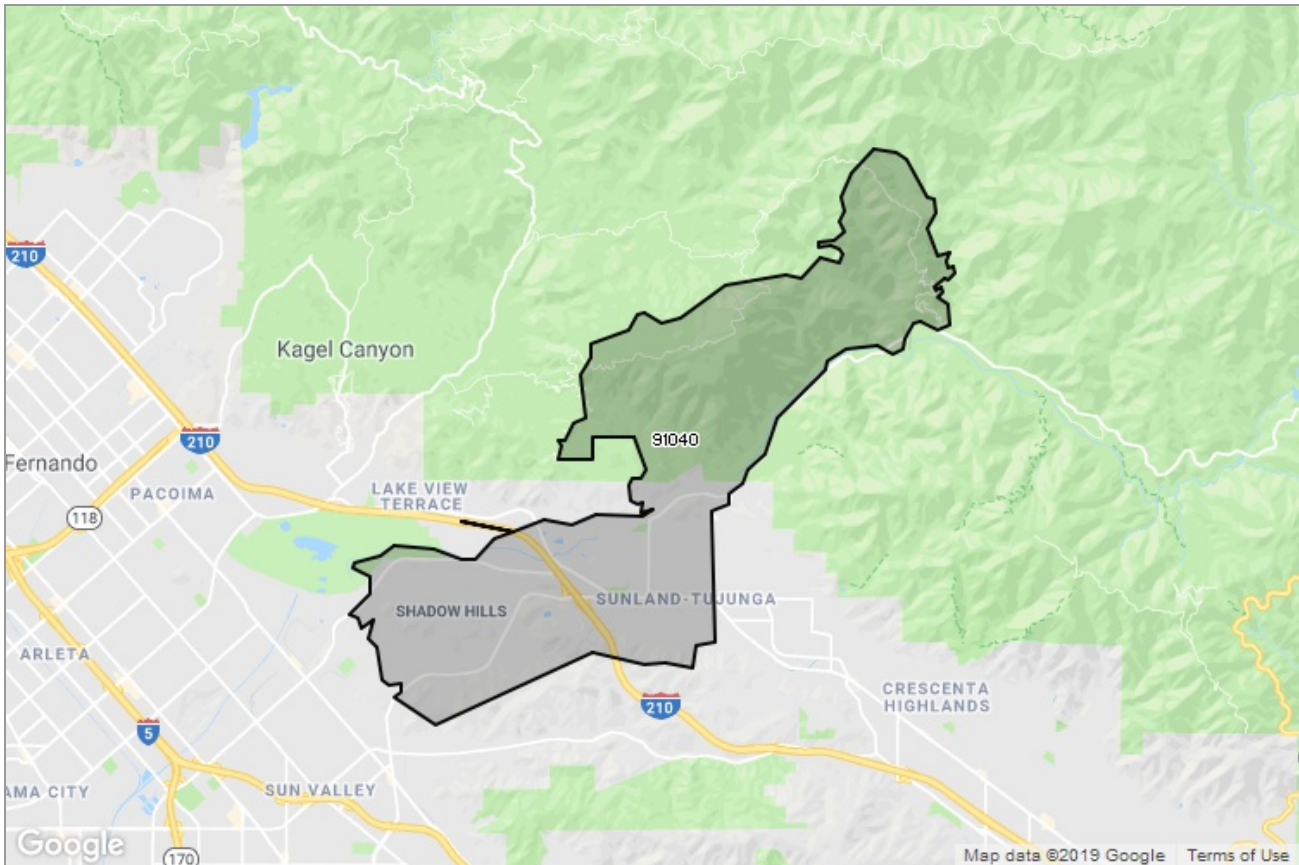 210
Kagel Canyon
91040
210
Fernando
PACOIMA
LAKE VIEW
TERRACE
118
SHADOW HILLS
SUNLAND-TUJUNGA
ARLETA
CRESCENTA
HIGHLANDS
210
5
AMA CITY
SUN VALLEY
Google
170
Map data ©2019 Google
Terms of Use